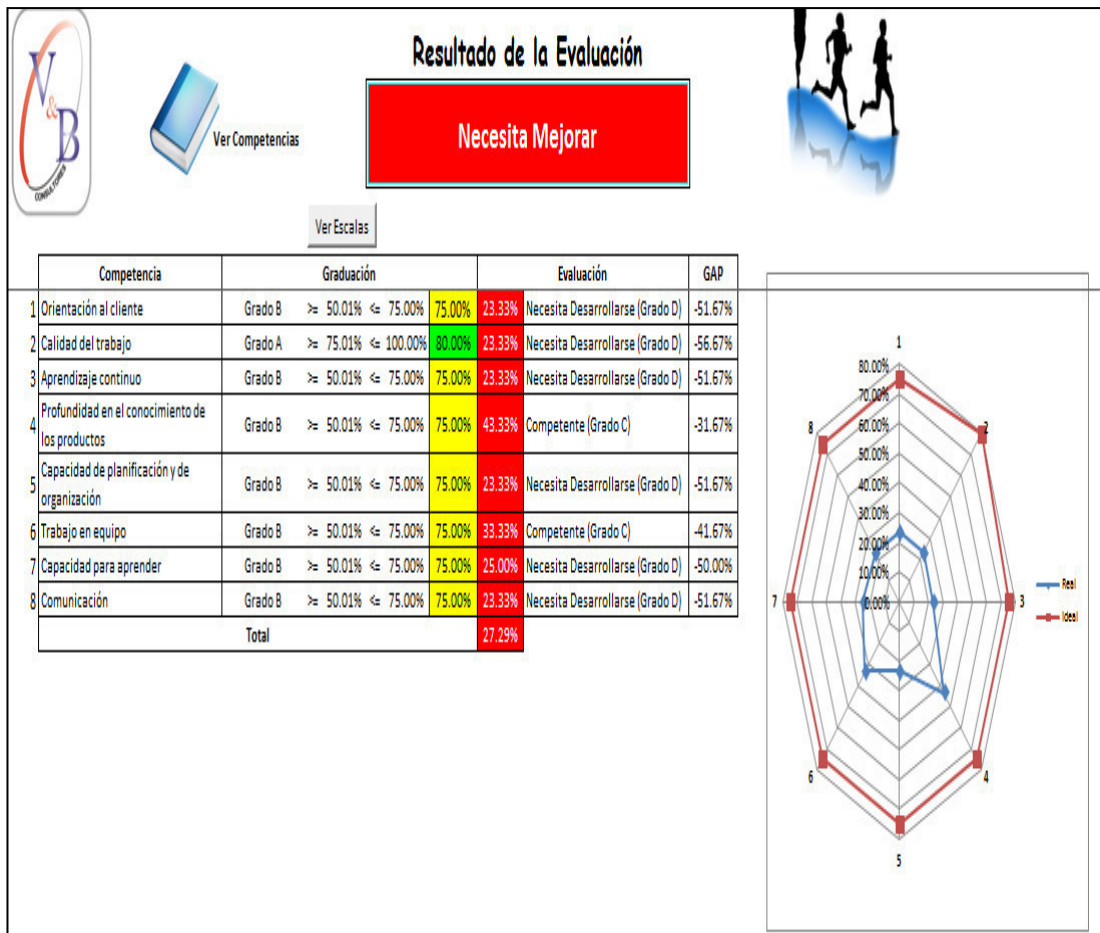 V&B
CONSULTORES
Ver Competencias
Resultado de la Evaluación
Necesita Mejorar
Ver Escalas
Competencia Graduación Evaluación GAP
1 Orientación al cliente Grado B >= 50.01% <= 75.00% 75.00% 23.33% Necesita Desarrollarse (Grado D) -51.67%
2 Calidad del trabajo Grado A >= 75.01% <= 100.00% 80.00% 23.33% Necesita Desarrollarse (Grado D) -56.67%
3 Aprendizaje continuo Grado B >= 50.01% <= 75.00% 75.00% 23.33% Necesita Desarrollarse (Grado D) -51.67%
4 Profundidad en el conocimiento de
los productos Grado B >= 50.01% <= 75.00% 75.00% 43.33% Competente (Grado C) -31.67%
5 Capacidad de planificación y de
organización Grado B >= 50.01% <= 75.00% 75.00% 23.33% Necesita Desarrollarse (Grado D) -51.67%
6 Trabajo en equipo Grado B >= 50.01% <= 75.00% 75.00% 33.33% Competente (Grado C) -41.67%
7 Capacidad para aprender Grado B >= 50.01% <= 75.00% 75.00% 25.00% Necesita Desarrollarse (Grado D) -50.00%
8 Comunicación Grado B >= 50.01% <= 75.00% 75.00% 23.33% Necesita Desarrollarse (Grado D) -51.67%
Total 27.29%
1
80.00%
70.00%
8 60.00% 2
50.00%
40.00%
30.00%
20.00%
10.00%
7 0.00% 3
Real
Ideal
6 4
5